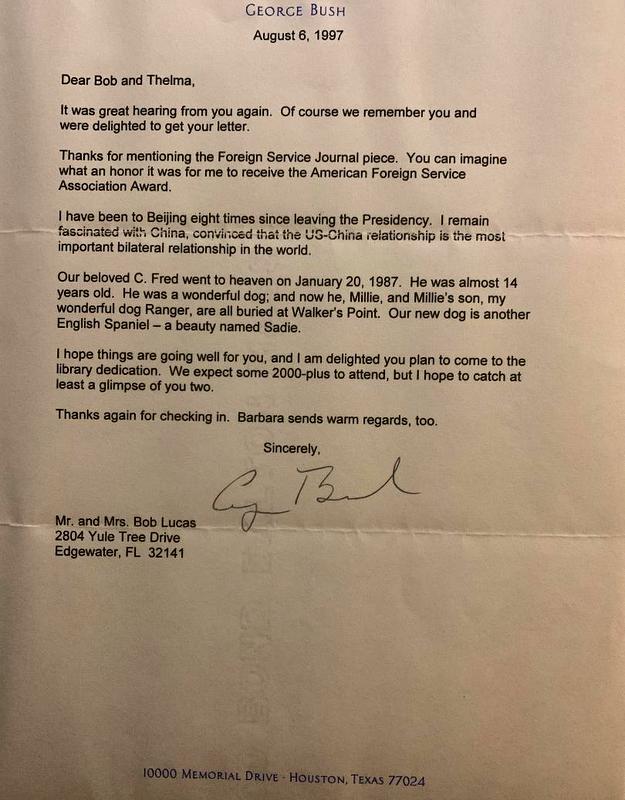 GEORGE BUSH
August 6, 1997
Dear Bob and Thelma,
It was great hearing from you again. Of course we remember you and
were delighted to get your letter.
Thanks for mentioning the Foreign Service Journal piece. You can imagine
what an honor it was for me to receive the American Foreign Service
Association Award.
I have been to Beijing eight times since leaving the Presidency. I remain
fascinated with China, convinced that the US-China relationship is the most
important bilateral relationship in the world.
Our beloved C. Fred went to heaven on January 20, 1987. He was almost 14
years old. He was a wonderful dog; and now he, Millie, and Millie's son, my
wonderful dog Ranger, are all buried at Walker's Point. Our new dog is another
English Spaniel – a beauty named Sadie.
I hope things are going well for you, and I am delighted you plan to come to the
library dedication. We expect some 2000-plus to attend, but I hope to catch at
least a glimpse of you two.
Thanks again for checking in. Barbara sends warm regards, too.
Sincerely,
G Bush
Mr. and Mrs. Bob Lucas
2804 Yule Tree Drive
Edgewater, FL 32141
10000 MEMORIAL DRIVE · HOUSTON, TEXAS 77024